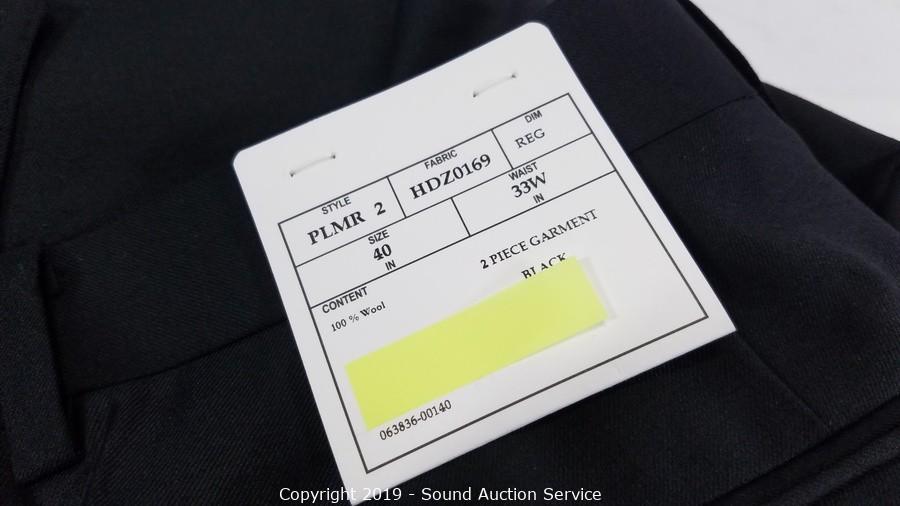 STYLE
PLMR 2
FABRIC
HDZ0169
DIM
REG
SIZE
40
IN
WAIST
33W
IN
2 PIECE GARMENT
BLACK
CONTENT
100 % Wool
063836-00140
Copyright 2019 - Sound Auction Service